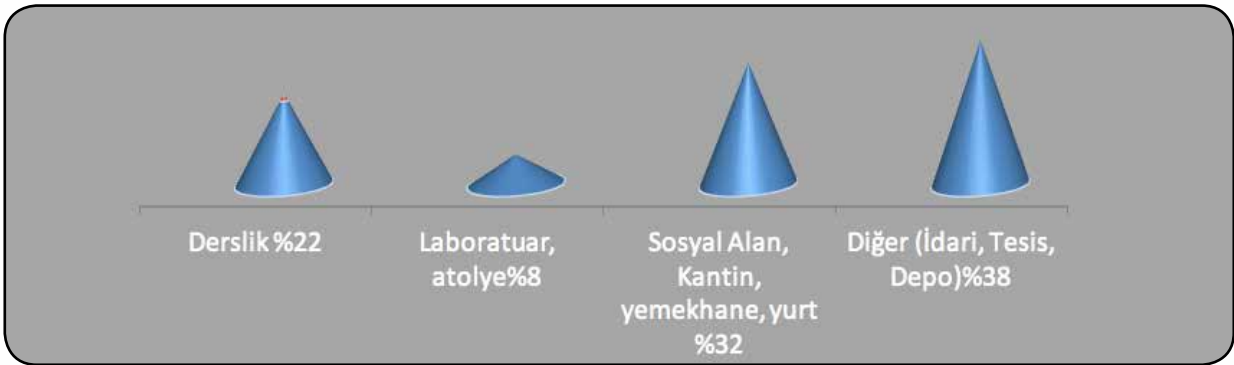 Derslik %22
Laboratuar,
atolye%8
Sosyal Alan,
Kantin,
yemekhane, yurt
%32
Diğer (İdari, Tesis,
Depo)%38